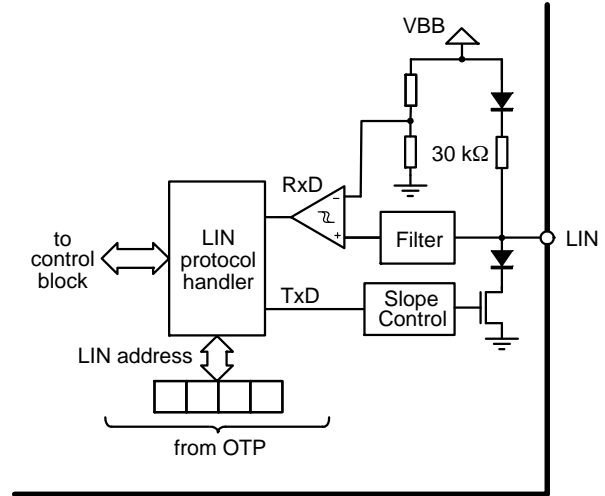 VBB
30 kΩ
RxD
−
+
Filter
LIN
to
control
block
LIN
protocol
handler
TxD
Slope
Control
LIN address
from OTP